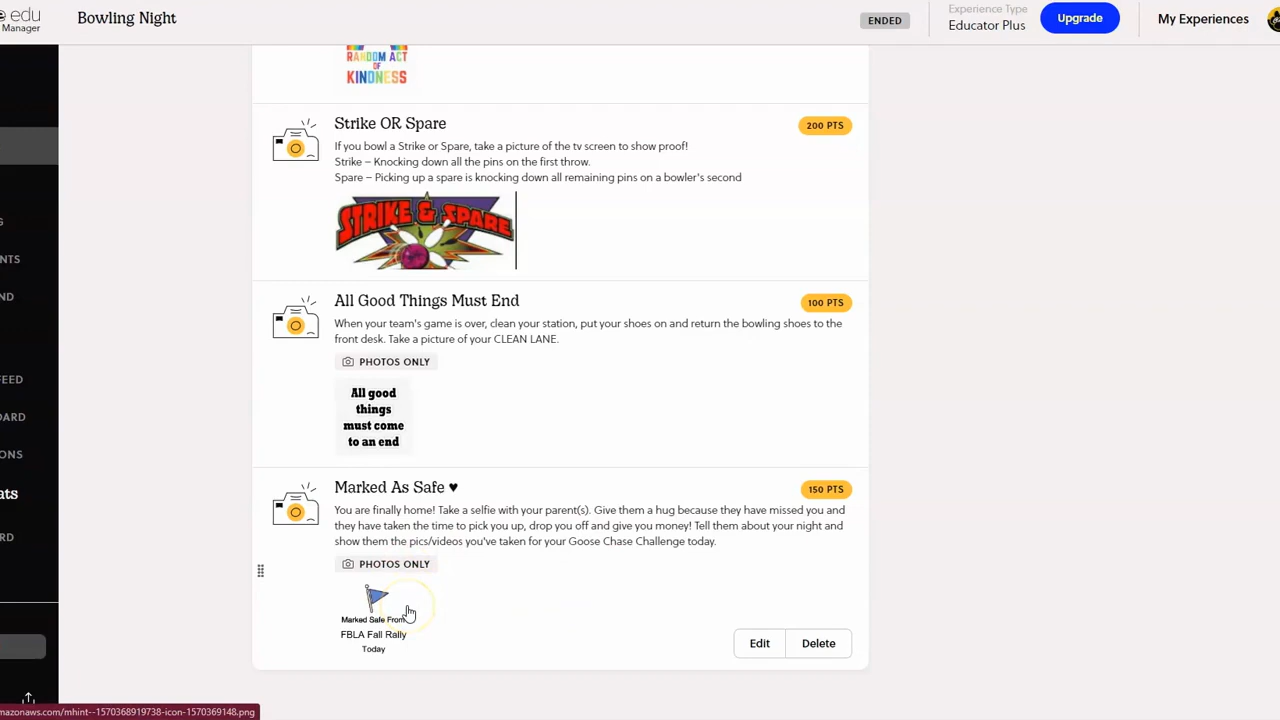 edu
Manager
Bowling Night
ENDED
Experience Type
Educator Plus
Upgrade
My Experiences
RANDOM ACT
OF
KINDNESS
Strike OR Spare
200 PTS
If you bowl a Strike or Spare, take a picture of the tv screen to show proof!
Strike – Knocking down all the pins on the first throw.
Spare – Picking up a spare is knocking down all remaining pins on a bowler's second
STRIKE & SPARE
All Good Things Must End
100 PTS
When your team's game is over, clean your station, put your shoes on and return the bowling shoes to the
front desk. Take a picture of your CLEAN LANE.
PHOTOS ONLY
All good
things
must come
to an end
Marked As Safe ♥
150 PTS
You are finally home! Take a selfie with your parent(s). Give them a hug because they have missed you and
they have taken the time to pick you up, drop you off and give you money! Tell them about your night and
show them the pics/videos you've taken for your Goose Chase Challenge today.
PHOTOS ONLY
Marked Safe From
FBLA Fall Rally
Today
Edit
Delete
NTS
ND
FEED
OARD
ONS
ats
RD
mazonaws.com/mhint--1570368919738-icon-1570369148.png